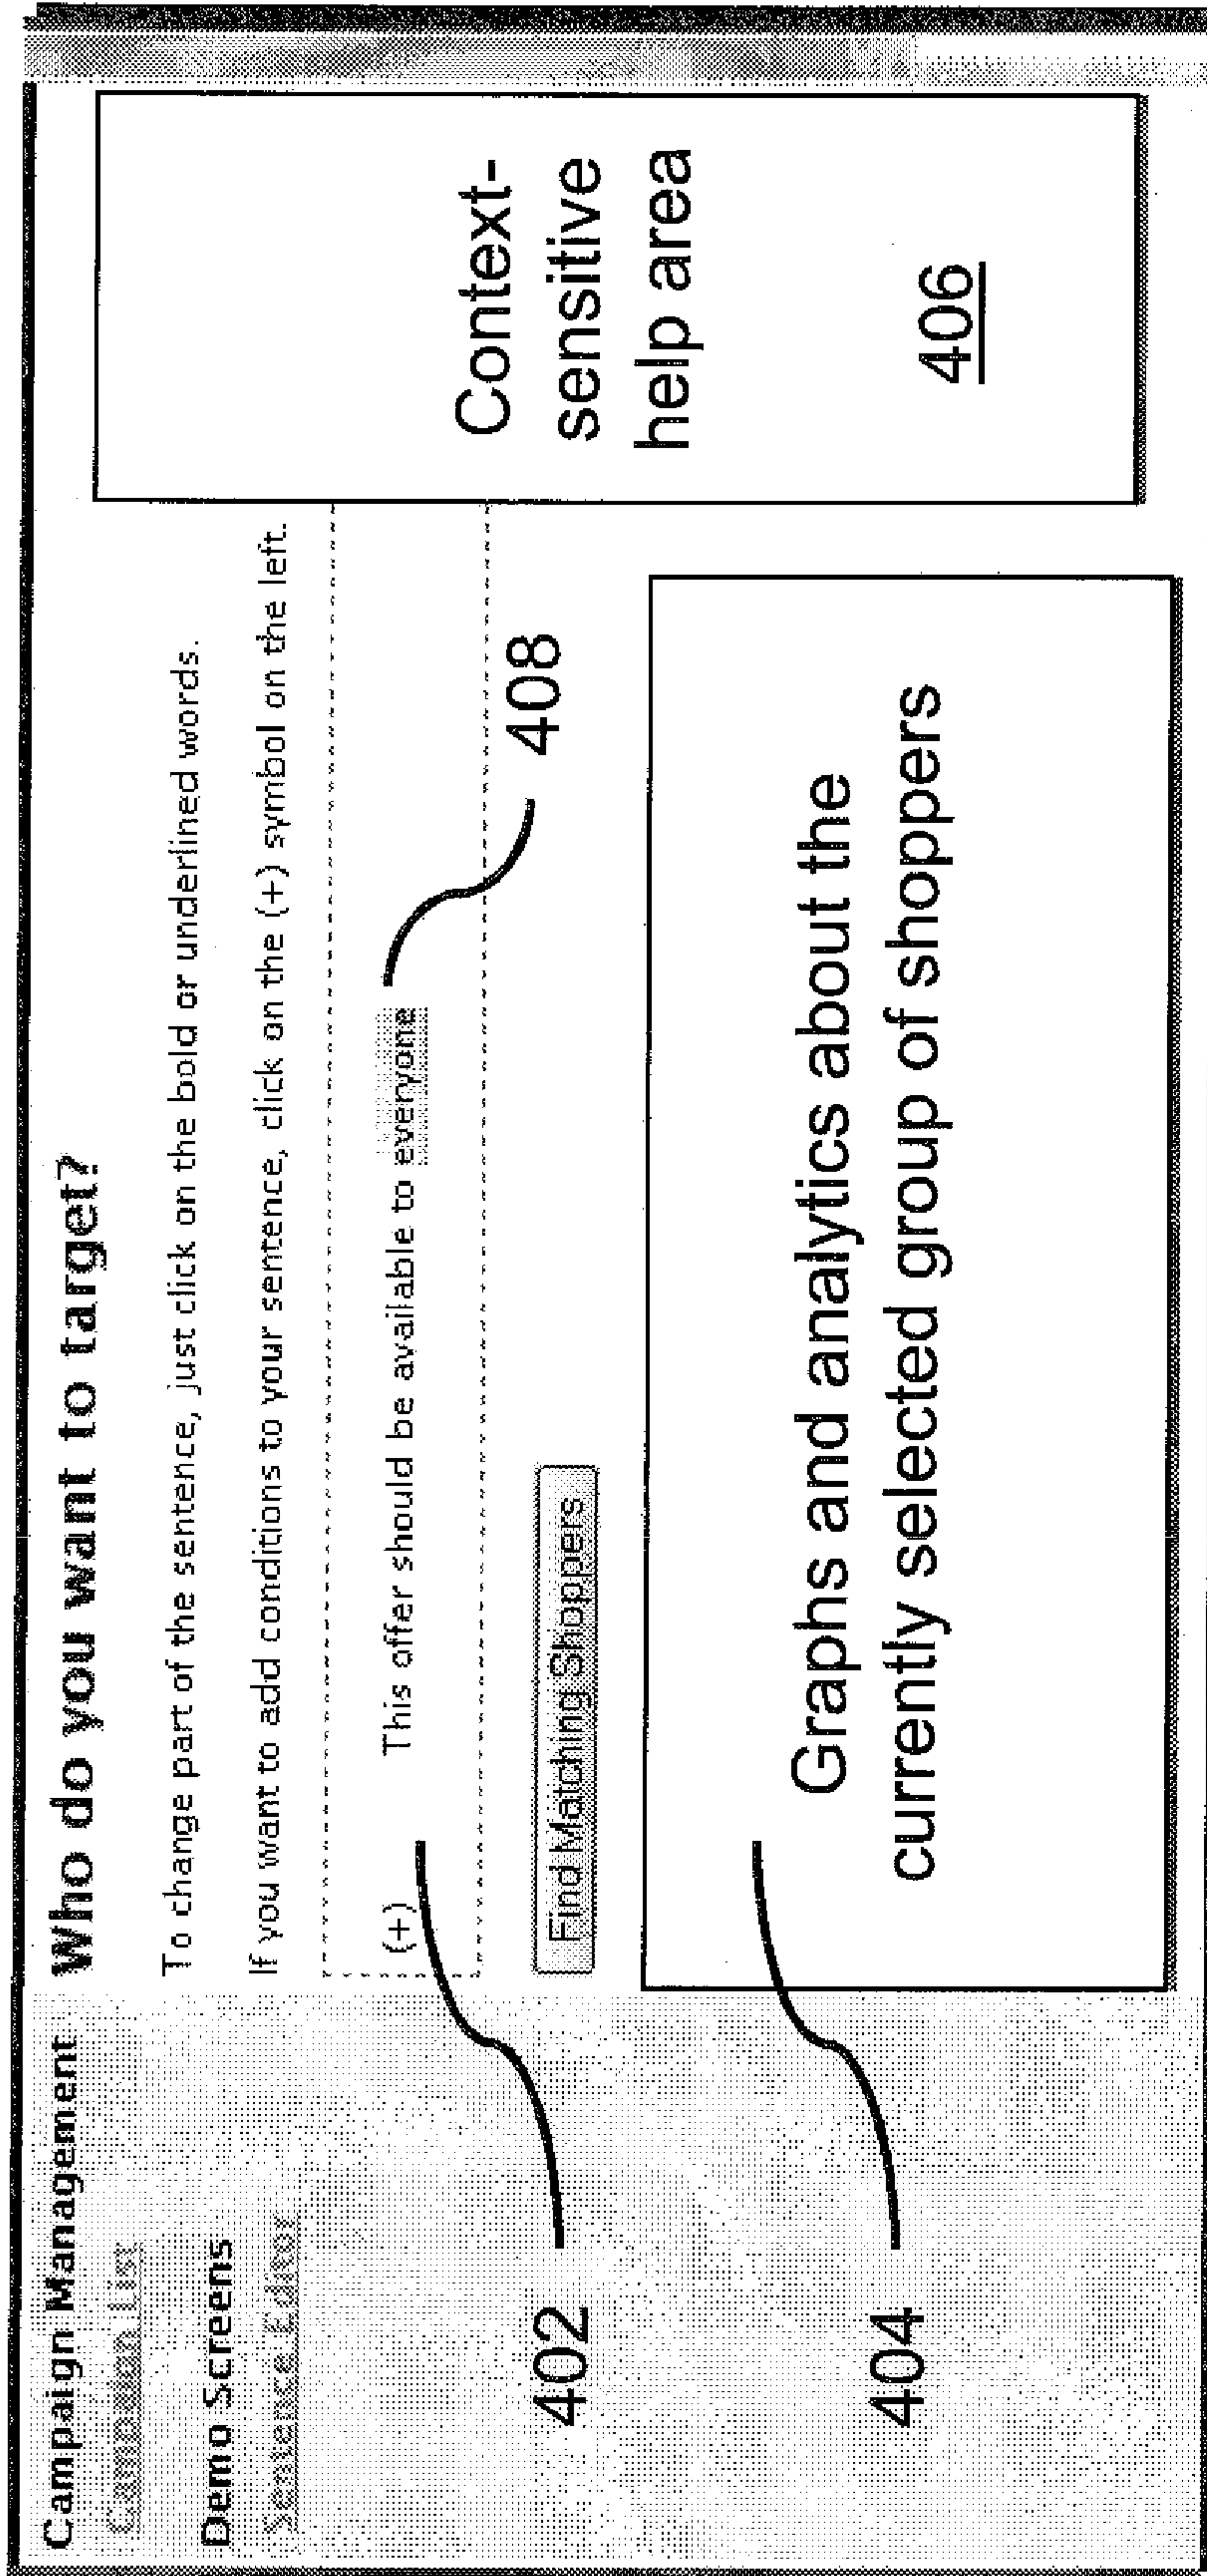 Campaign Management
Campaign List
Demo Screens
Sentence Editor
Who do you want to target?
To change part of the sentence, just click on the bold or underlined words.
If you want to add conditions to your sentence, click on the (+) symbol on the left.
(+) This offer should be available to everyone
408
402
Find Matching Shoppers
404
Graphs and analytics about the
currently selected group of shoppers
Context-
sensitive
help area
406